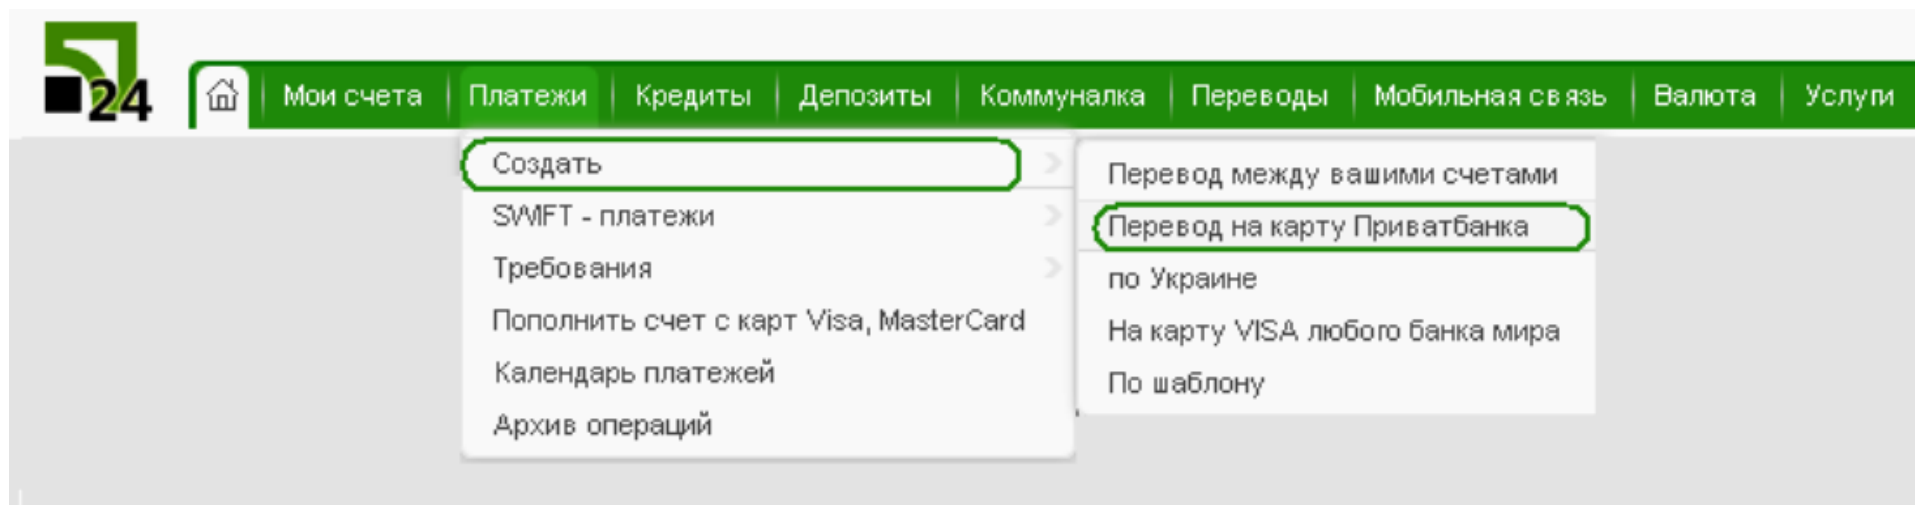 24
Мои счета Платежи Кредиты Депозиты Коммуналка Переводы Мобильная связь Валюта Услуги
Создать
SWIFT - платежи
Требования
Пополнить счет с карт Visa, MasterCard
Календарь платежей
Архив операций
Перевод между вашими счетами
Перевод на карту Приватбанка
по Украине
На карту VISA любого банка мира
По шаблону